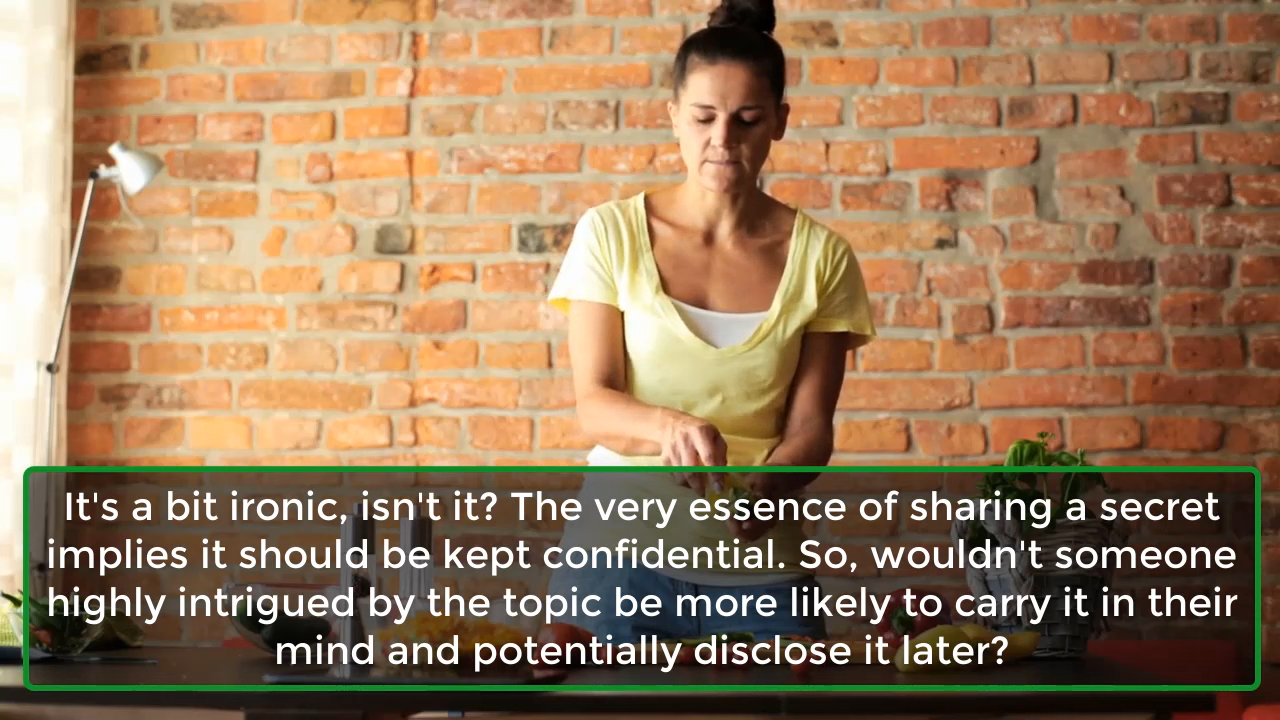 It's a bit ironic, isn't it? The very essence of sharing a secret
implies it should be kept confidential. So, wouldn't someone
highly intrigued by the topic be more likely to carry it in their
mind and potentially disclose it later?